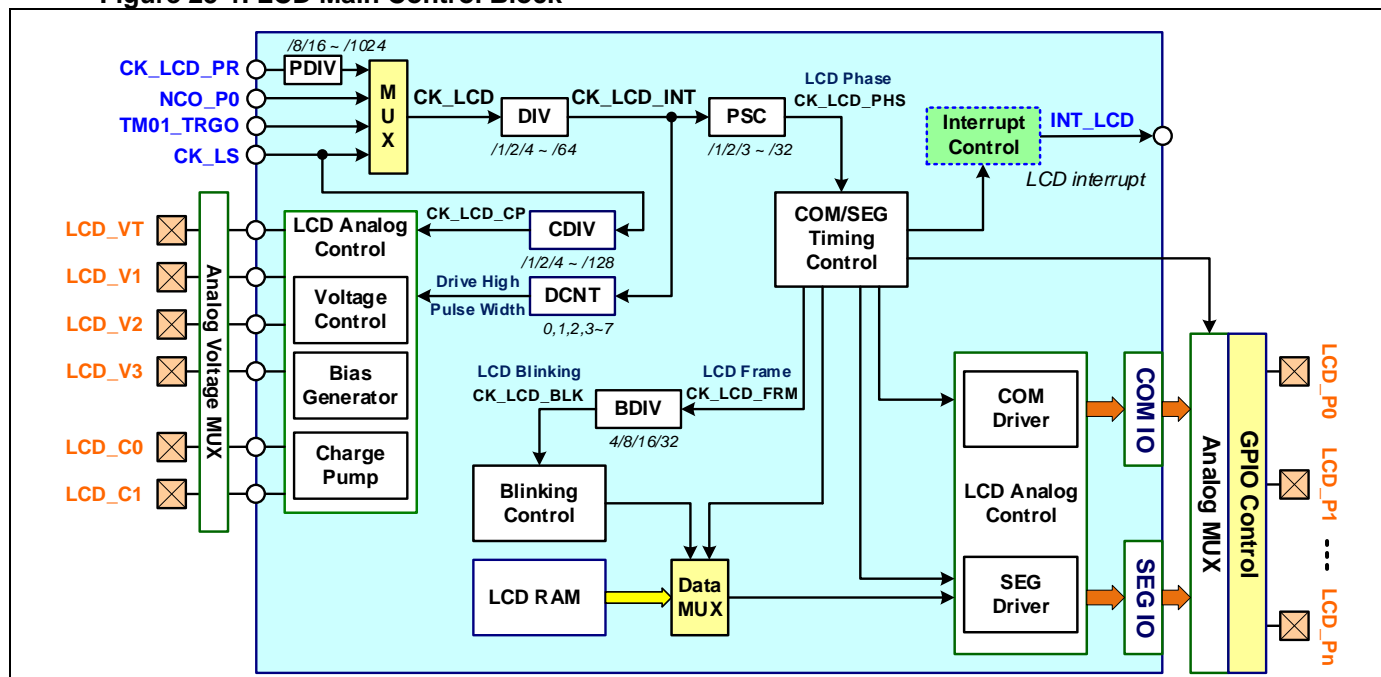 Figure 23-1. LCD Main Control Block
/8/16 ~ /1024
CK_LCD_PR
PDIV
NCO_P0
TM01_TRGO
CK_LS
MUX
CK_LCD
DIV
/1/2/4 ~ /64
CK_LCD_INT
PSC
/1/2/3 ~ /32
LCD Phase
CK_LCD_PHS
Interrupt
Control
INT_LCD
LCD interrupt
COM/SEG
Timing
Control
LCD_VT
LCD_V1
LCD_V2
LCD_V3
LCD_C0
LCD_C1
Analog Voltage MUX
LCD Analog
Control
Voltage
Control
Bias
Generator
Charge
Pump
CK_LCD_CP
CDIV
/1/2/4 ~ /128
Drive High
Pulse Width
DCNT
0,1,2,3~7
LCD Blinking
CK_LCD_BLK
BDIV
4/8/16/32
LCD Frame
CK_LCD_FRM
Blinking
Control
LCD RAM
Data
MUX
COM
Driver
LCD Analog
Control
SEG
Driver
COM IO
SEG IO
Analog MUX
GPIO Control
LCD_P0
LCD_P1
LCD_Pn